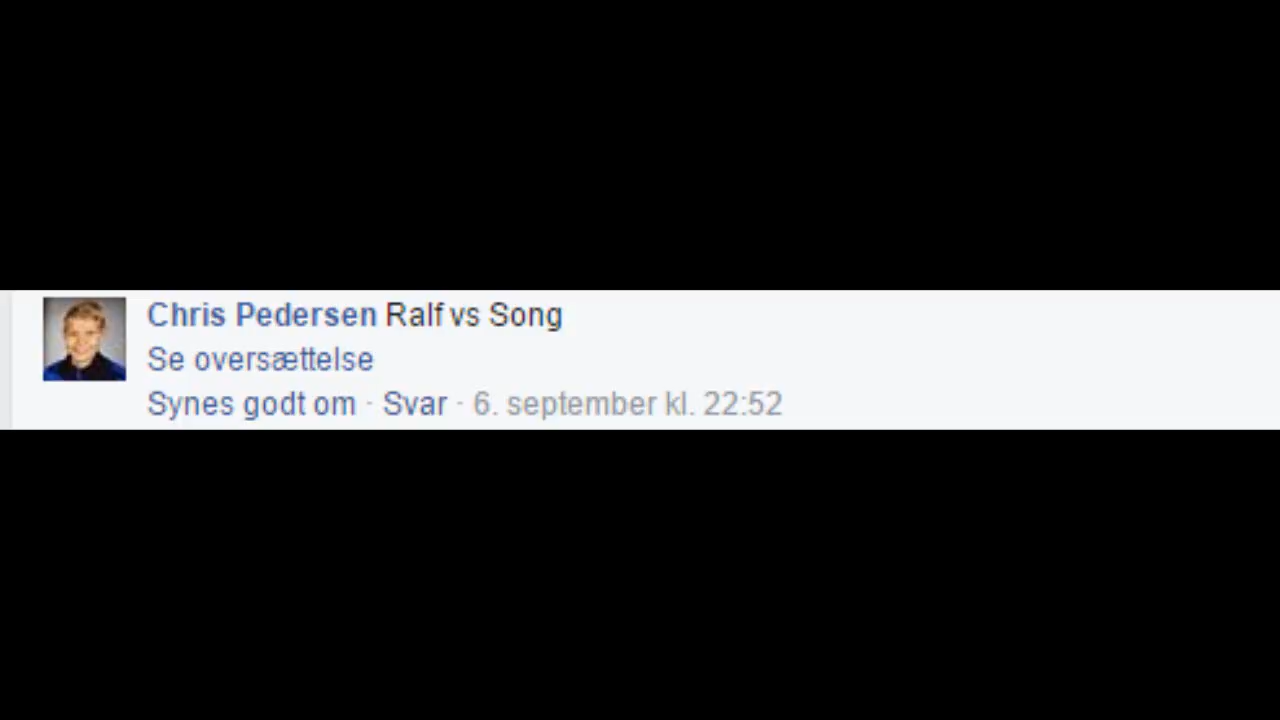 Chris Pedersen Ralf vs Song
Se oversættelse
Synes godt om · Svar · 6. september kl. 22:52